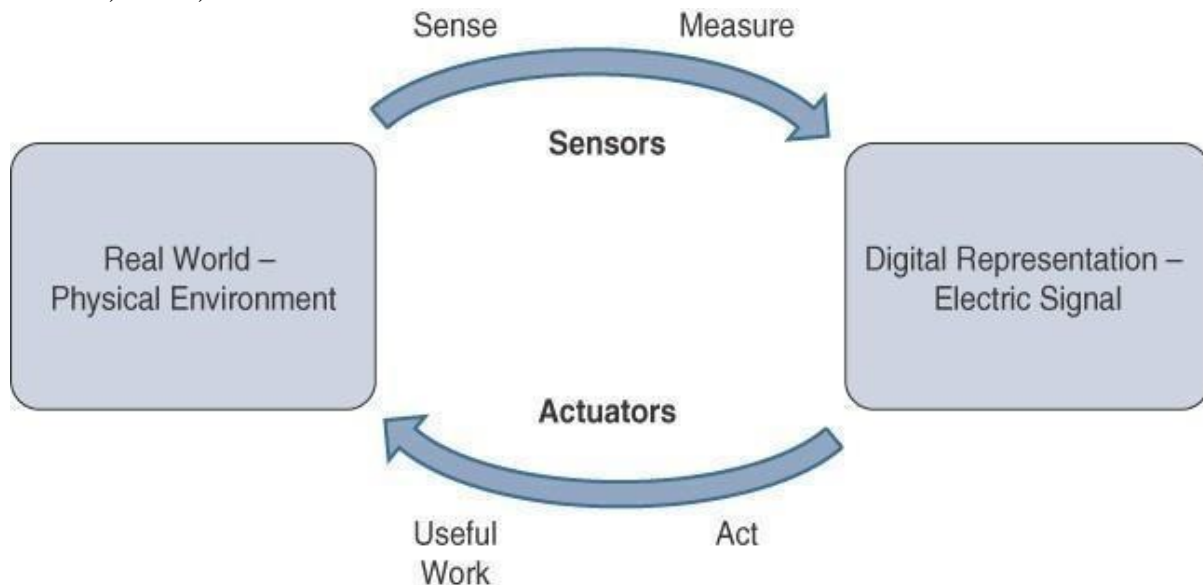 Sense
Measure
Sensors
Real World –
Physical Environment
Digital Representation –
Electric Signal
Actuators
Useful
Work
Act